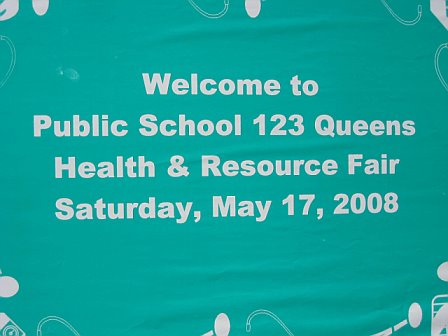 Welcome to
Public School 123 Queens
Health & Resource Fair
Saturday, May 17, 2008